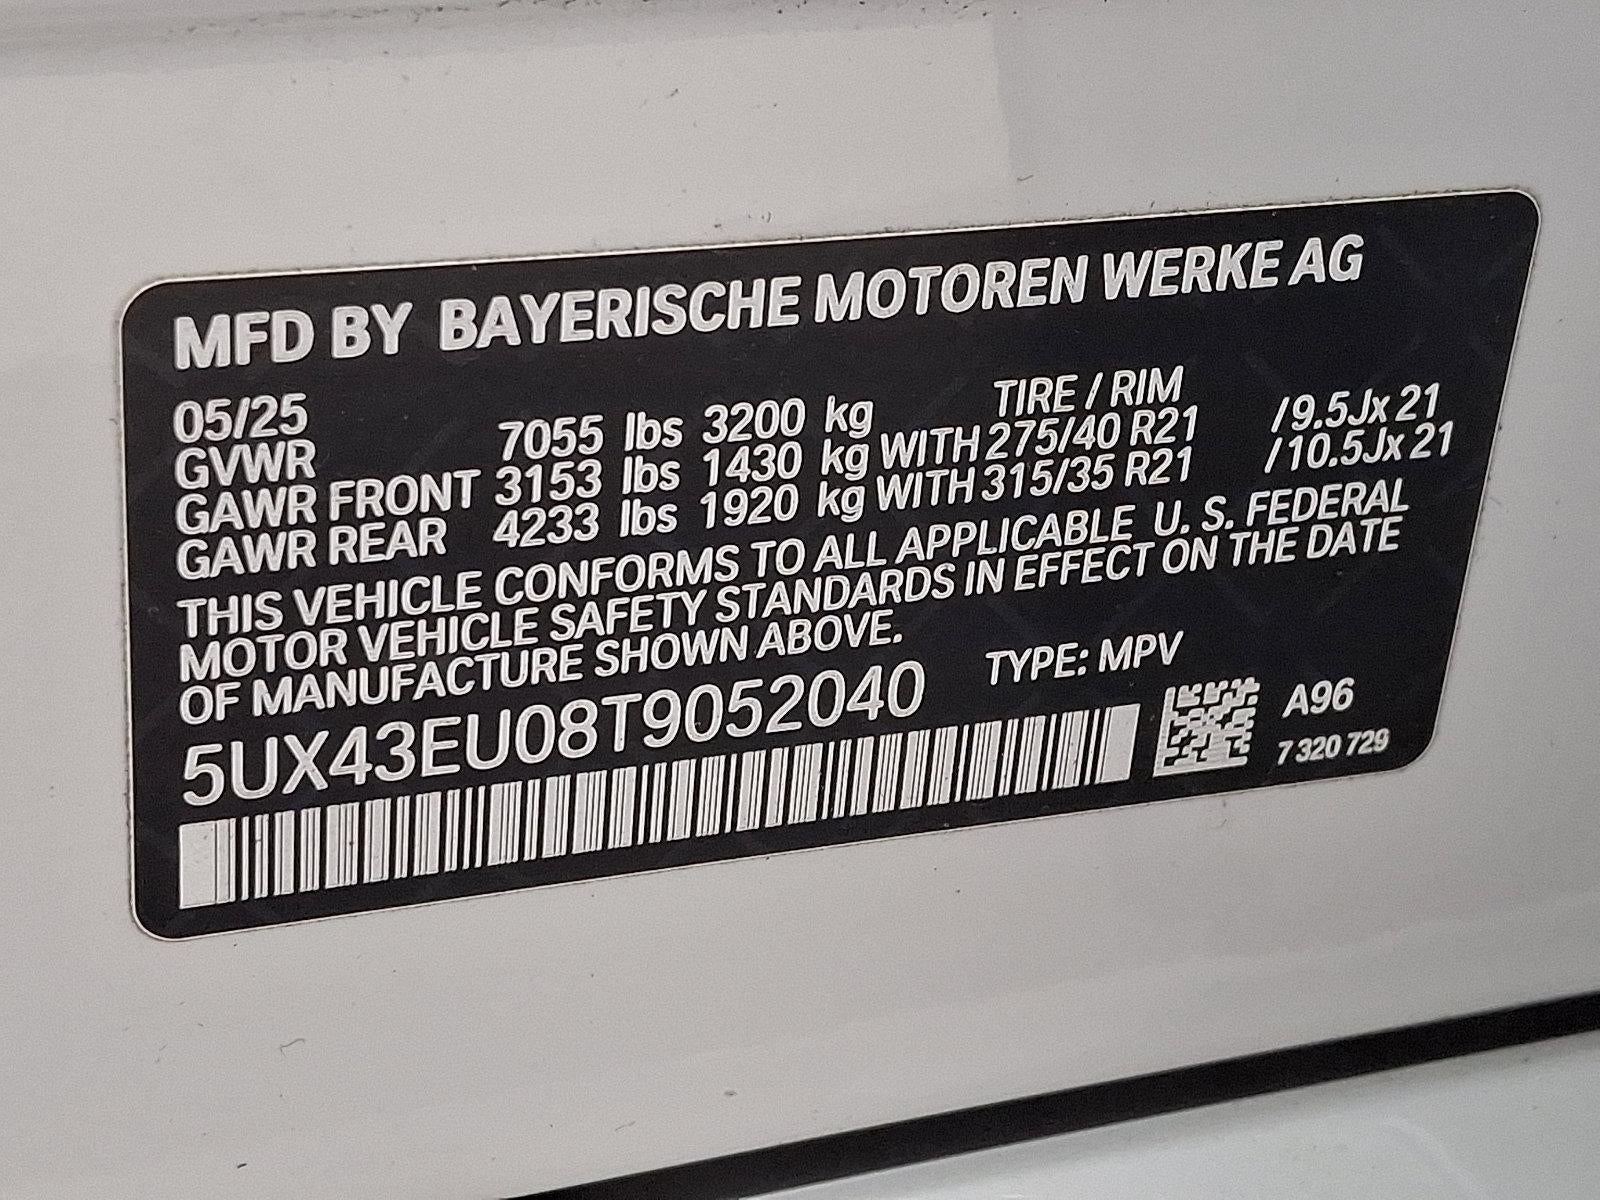 MFD BY BAYERISCHE MOTOREN WERKE AG
05/25 TIRE / RIM
GVWR 7055 lbs 3200 kg
GAWR FRONT 3153 lbs 1430 kg WITH 275/40 R21 /9.5Jx 21
GAWR REAR 4233 lbs 1920 kg WITH 315/35 R21 /10.5Jx 21
THIS VEHICLE CONFORMS TO ALL APPLICABLE U. S. FEDERAL
MOTOR VEHICLE SAFETY STANDARDS IN EFFECT ON THE DATE
OF MANUFACTURE SHOWN ABOVE.
5UX43EU08T9052040 TYPE: MPV
A96
7 320 729